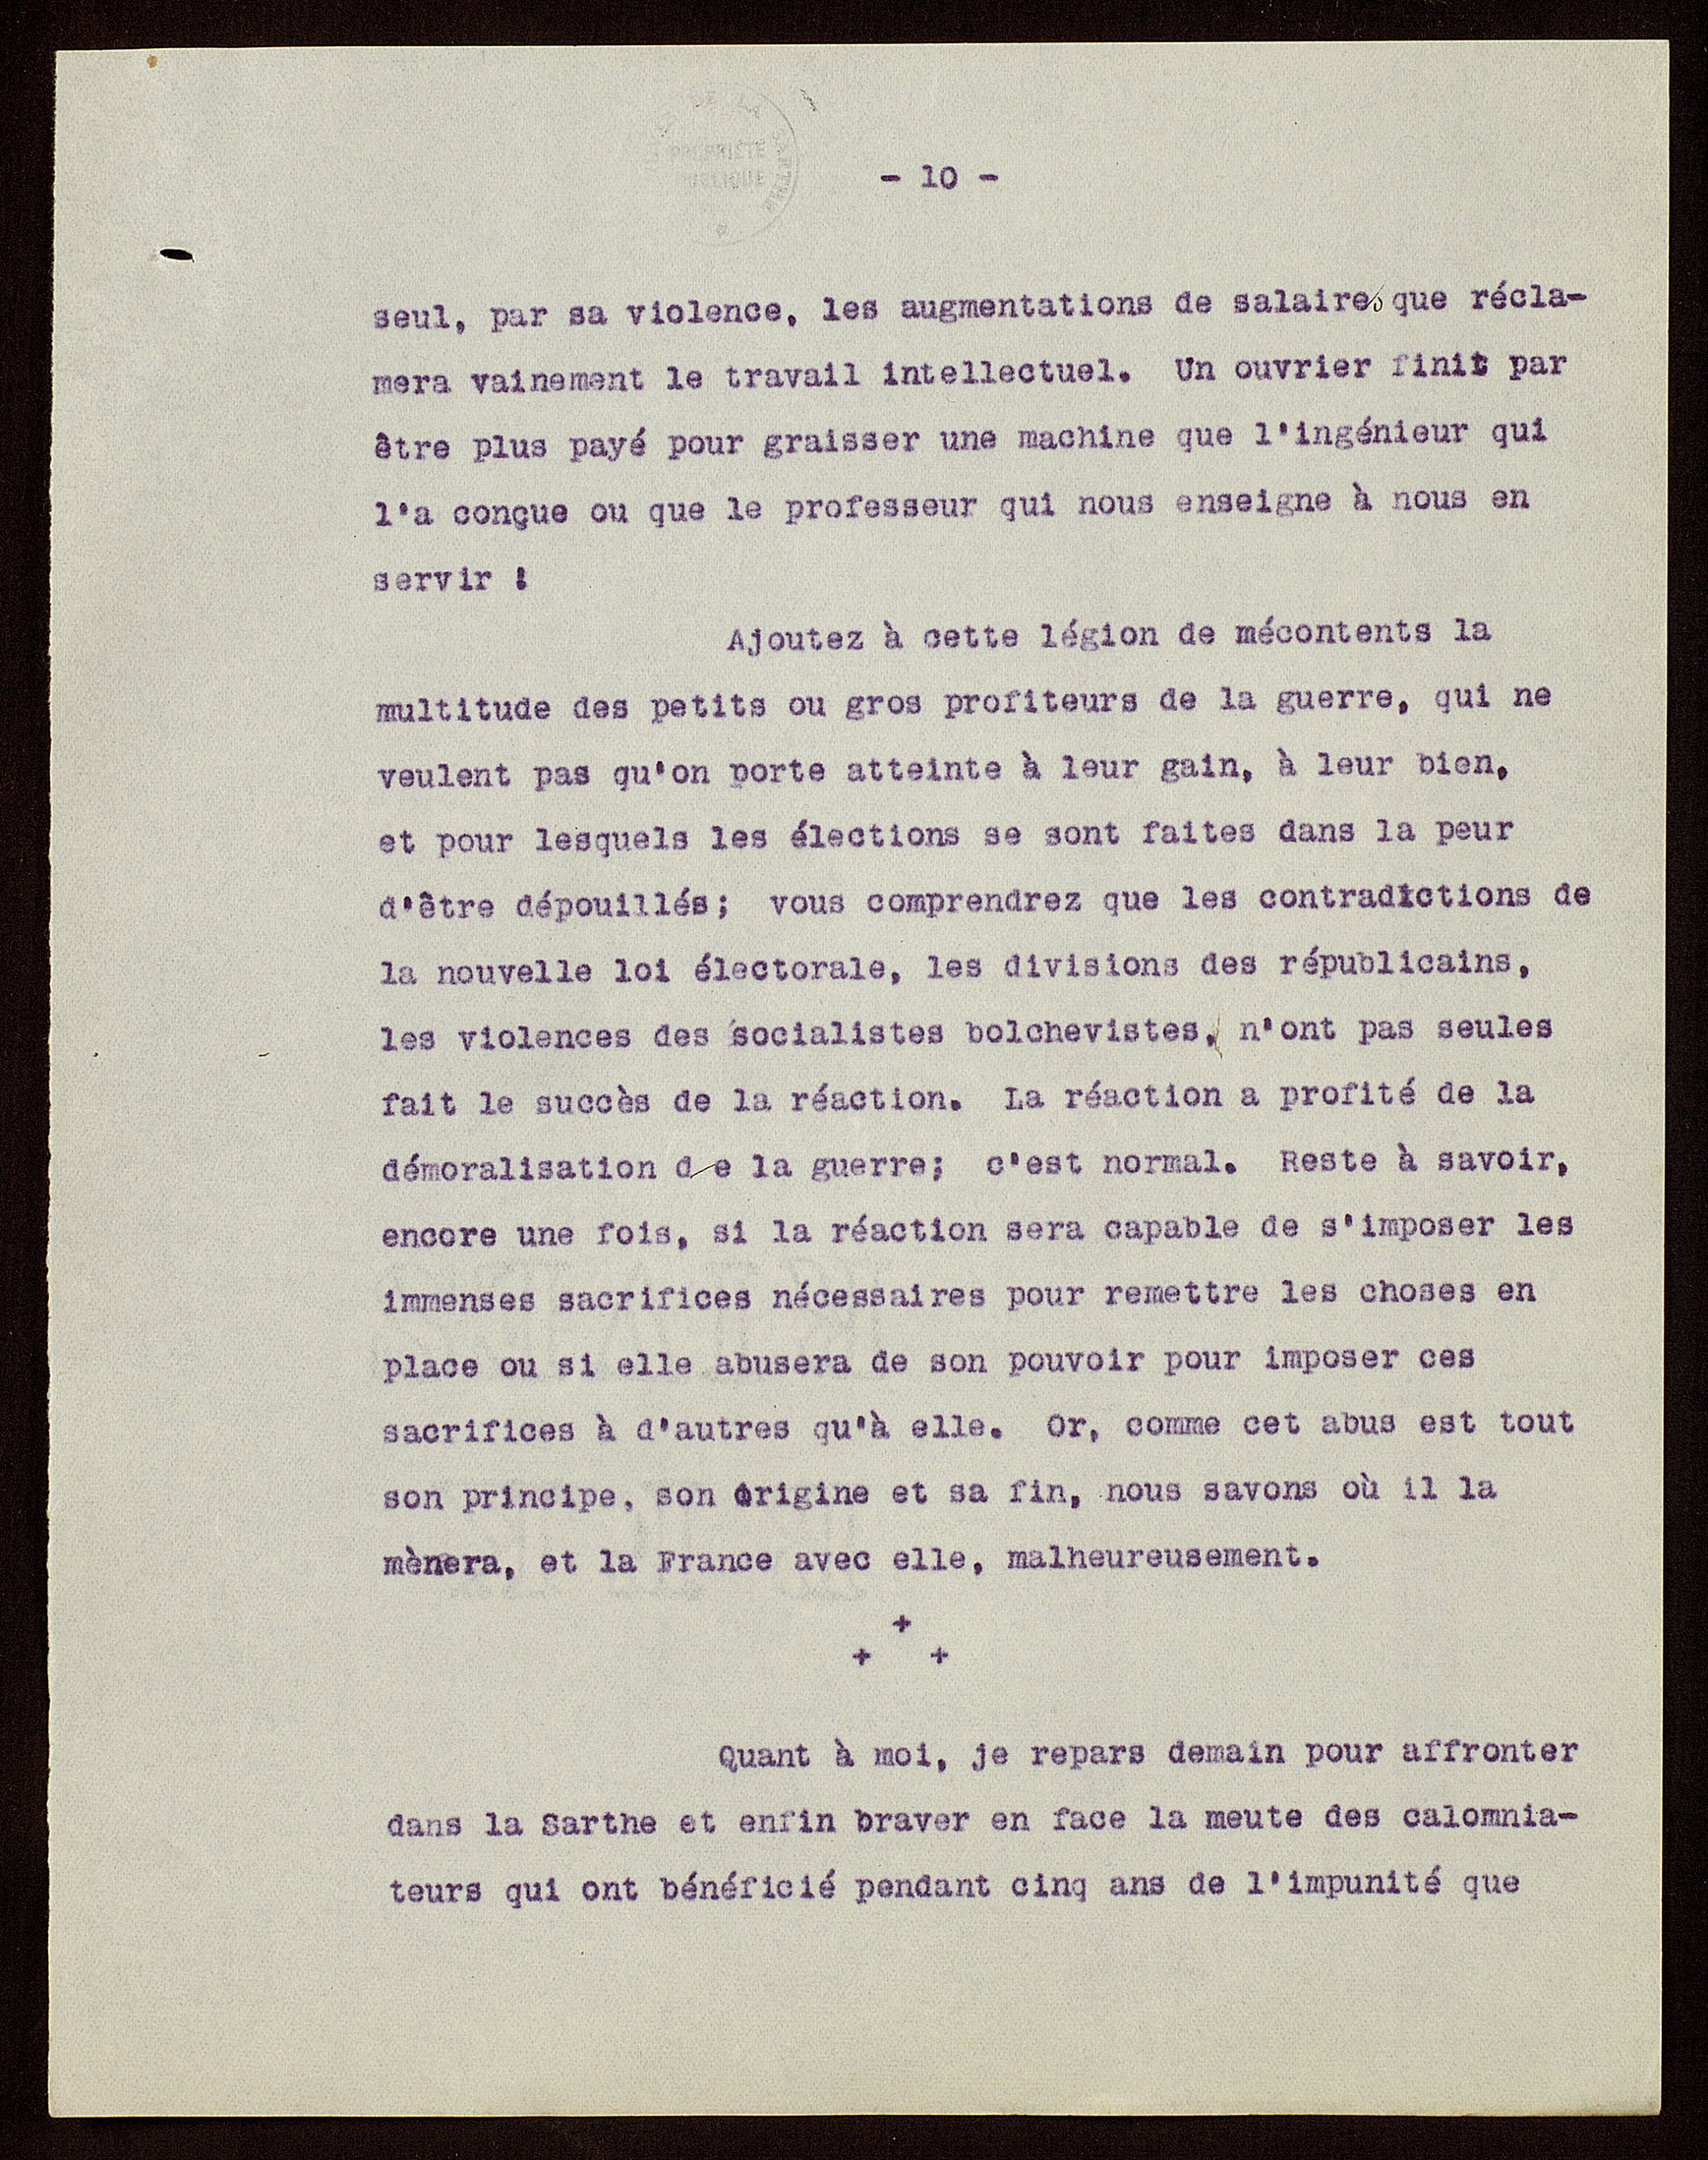 PROPRIÉTÉ
PUBLIQUE
SARTHE
- 10 -
seul, par sa violence, les augmentations de salaires que récla-
mera vainement le travail intellectuel. Un ouvrier finit par
être plus payé pour graisser une machine que l'ingénieur qui
l'a conçue ou que le professeur qui nous enseigne à nous en
servir !
Ajoutez à cette légion de mécontents la
multitude des petits ou gros profiteurs de la guerre, qui ne
veulent pas qu'on porte atteinte à leur gain, à leur bien,
et pour lesquels les élections se sont faites dans la peur
d'être dépouillés; vous comprendrez que les contradictions de
la nouvelle loi électorale, les divisions des républicains,
les violences des socialistes bolchevistes, n'ont pas seules
fait le succès de la réaction. La réaction a profité de la
démoralisation de la guerre; c'est normal. Reste à savoir,
encore une fois, si la réaction sera capable de s'imposer les
immenses sacrifices nécessaires pour remettre les choses en
place ou si elle abusera de son pouvoir pour imposer ces
sacrifices à d'autres qu'à elle. Or, comme cet abus est tout
son principe, son origine et sa fin, nous savons où il la
mènera, et la France avec elle, malheureusement.
+
+ +
Quant à moi, je repars demain pour affronter
dans la Sarthe et enfin braver en face la meute des calomnia-
teurs qui ont bénéficié pendant cinq ans de l'impunité que